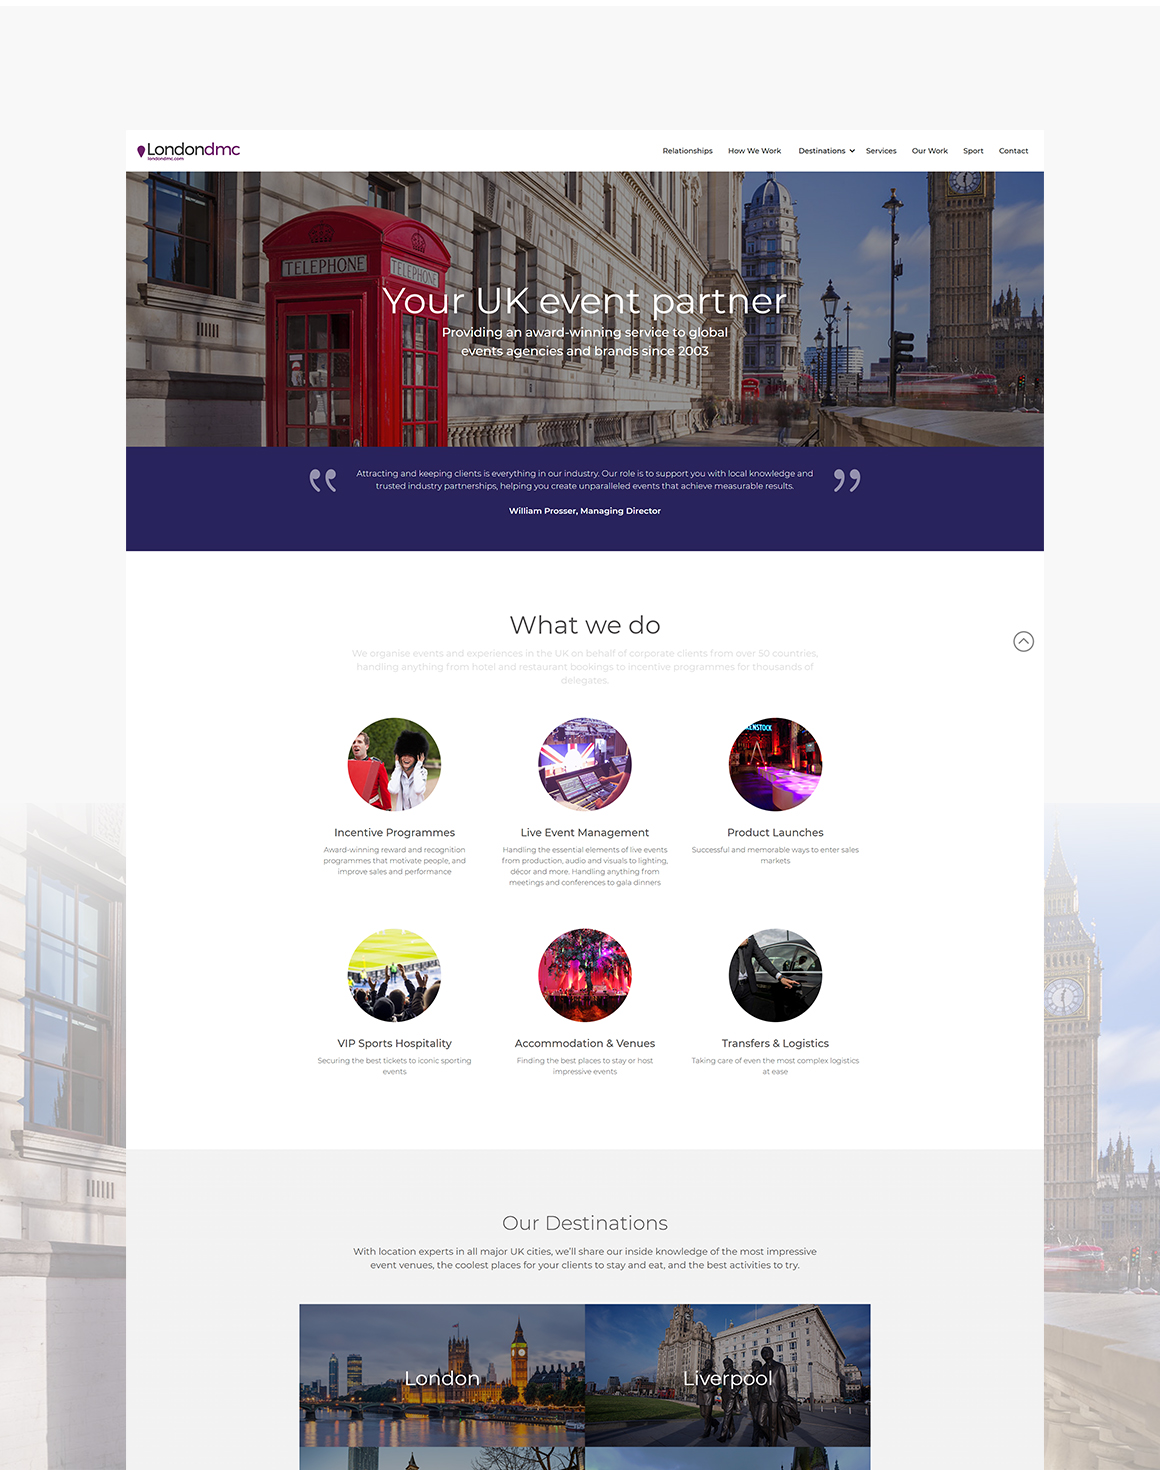 Londondmc
londondmc.com
Relationships How We Work Destinations Services Our Work Sport Contact
TELEPHONE
TELEPHONE
Your UK event partner
Providing an award-winning service to global
events agencies and brands since 2003
Attracting and keeping clients is everything in our industry. Our role is to support you with local knowledge and
trusted industry partnerships, helping you create unparalleled events that achieve measurable results.
William Prosser, Managing Director
What we do
We organise events and experiences in the UK on behalf of corporate clients from over 50 countries,
handling anything from hotel and restaurant bookings to incentive programmes for thousands of
delegates.
Incentive Programmes
Award-winning reward and recognition
programmes that motivate people, and
improve sales and performance
Live Event Management
Handling the essential elements of live events
from production, audio and visuals to lighting,
décor and more. Handling anything from
meetings and conferences to gala dinners
Product Launches
Successful and memorable ways to enter sales
markets
VIP Sports Hospitality
Securing the best tickets to iconic sporting
events
Accommodation & Venues
Finding the best places to stay or host
impressive events
Transfers & Logistics
Taking care of even the most complex logistics
at ease
Our Destinations
With location experts in all major UK cities, we'll share our inside knowledge of the most impressive
event venues, the coolest places for your clients to stay and eat, and the best activities to try.
London
Liverpool